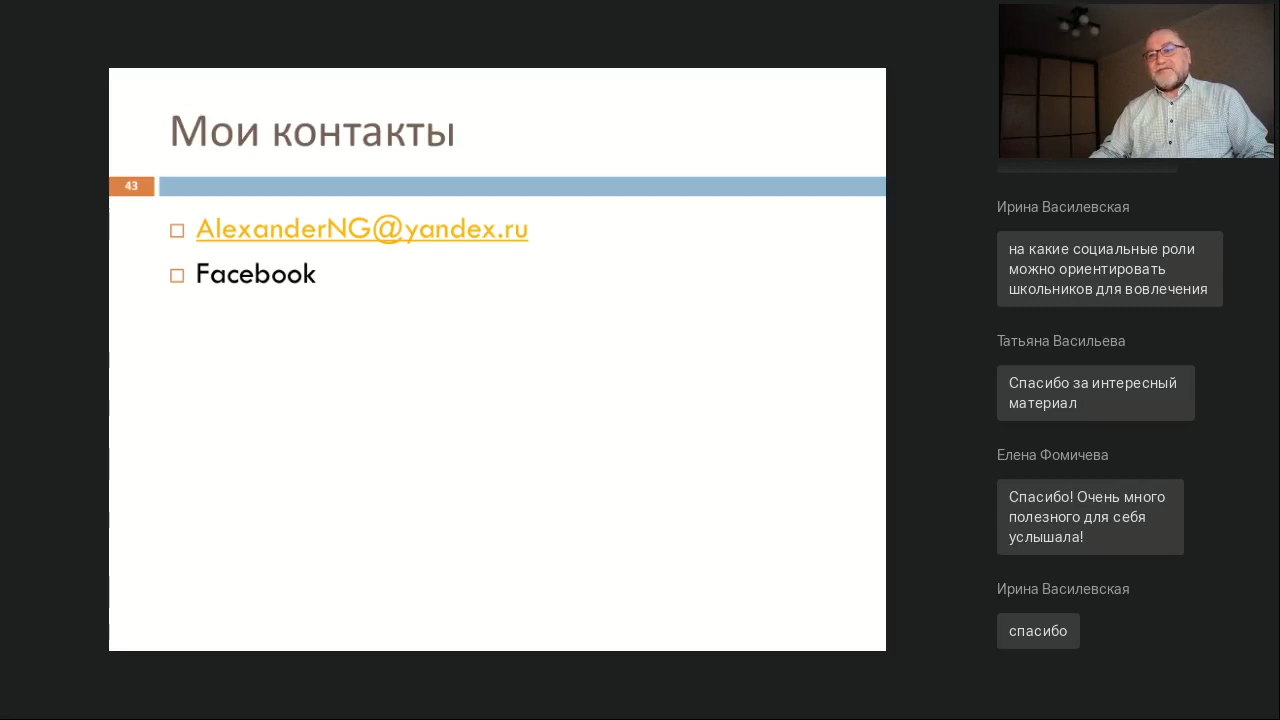 Мои контакты
43
AlexanderNG@yandex.ru
Facebook
Ирина Василевская
на какие социальные роли
можно ориентировать
школьников для вовлечения
Татьяна Васильева
Спасибо за интересный
материал
Елена Фомичева
Спасибо! Очень много
полезного для себя
услышала!
Ирина Василевская
спасибо